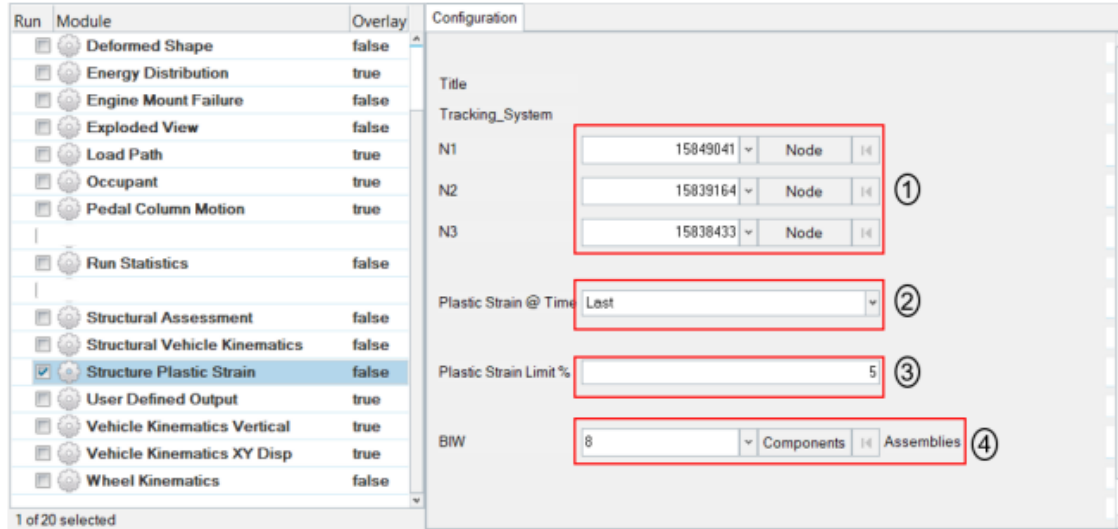 Run Module Overlay
Deformed Shape false
Energy Distribution true
Engine Mount Failure false
Exploded View false
Load Path true
Occupant true
Pedal Column Motion true
Run Statistics false
Structural Assessment false
Structural Vehicle Kinematics false
Structure Plastic Strain false
User Defined Output true
Vehicle Kinematics Vertical true
Vehicle Kinematics XY Disp true
Wheel Kinematics false
1 of 20 selected
Configuration
Title
Tracking_System
N1 15849041 Node
1
N2 15839164 Node
N3 15838433 Node
Plastic Strain @ Time Last 2
Plastic Strain Limit % 5 3
BIW 8 Components Assemblies 4